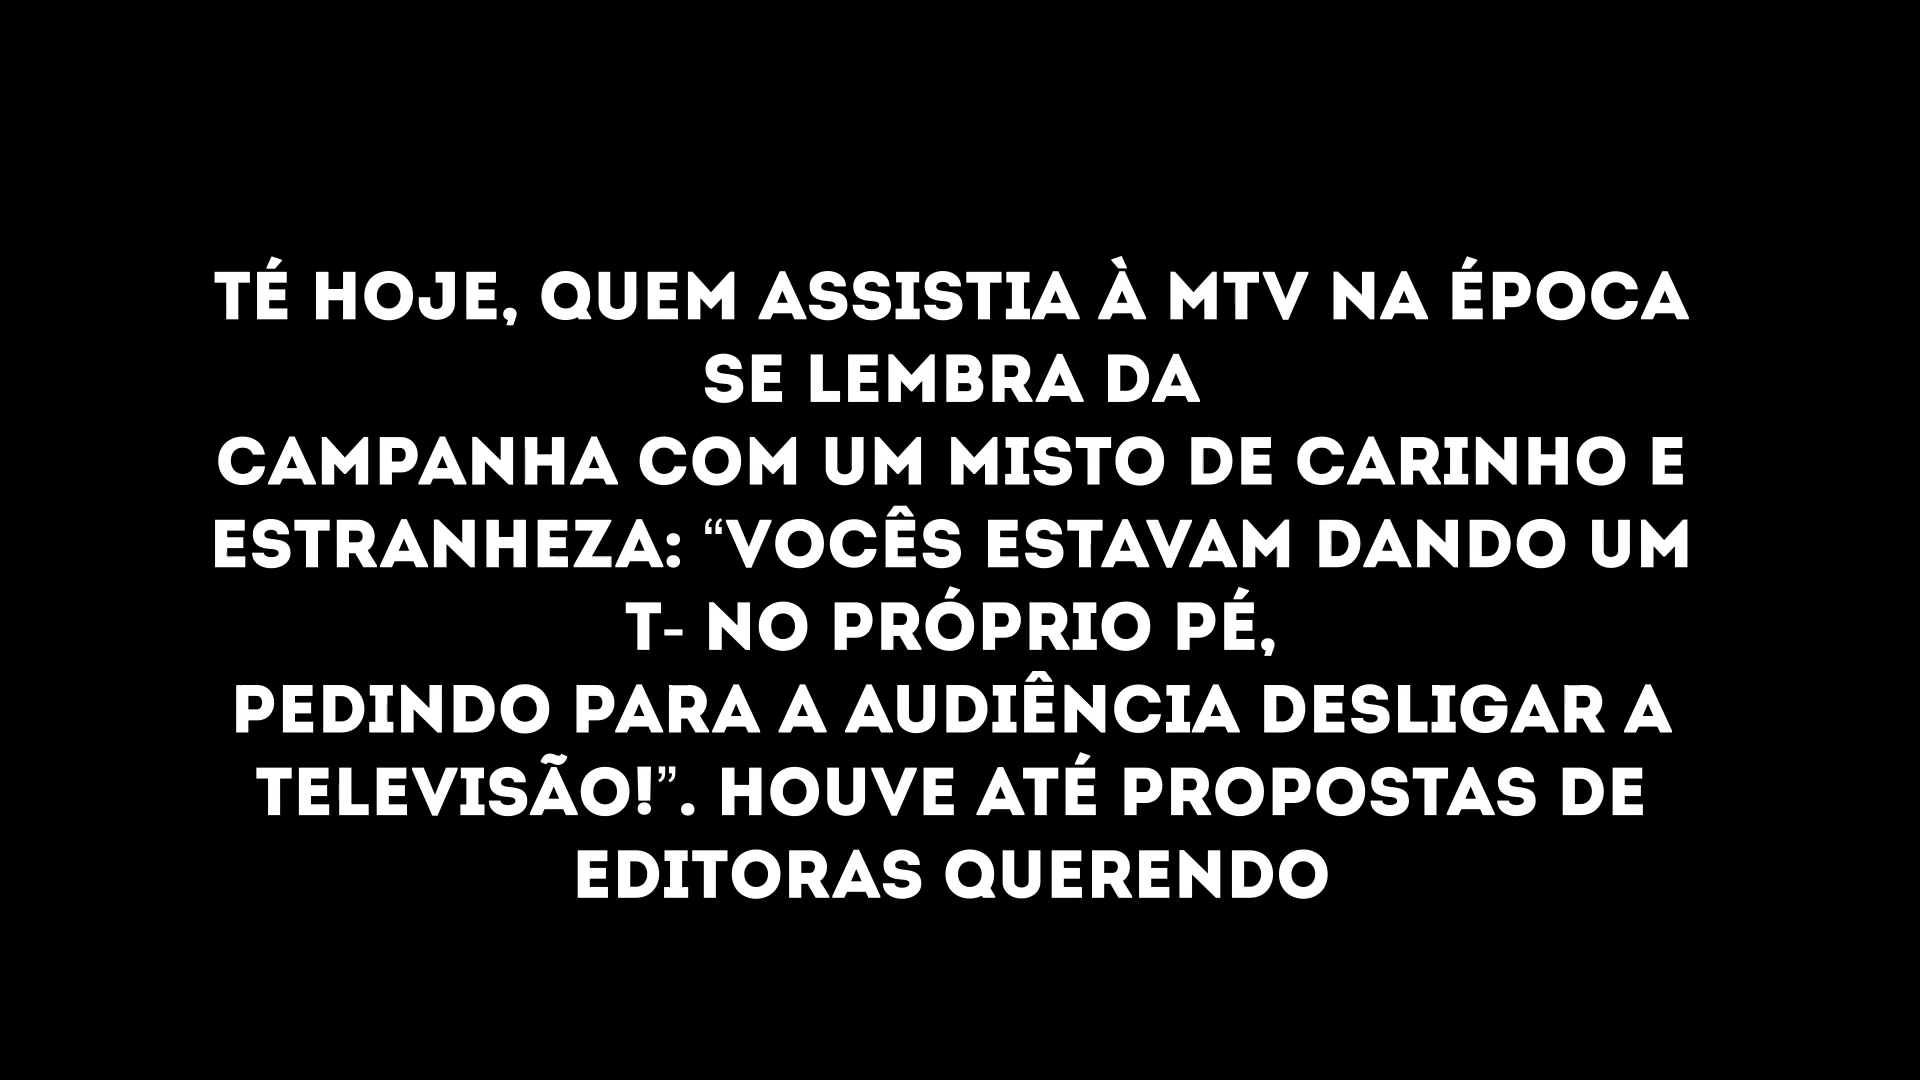 TÉ HOJE, QUEM ASSISTIA À MTV NA ÉPOCA
SE LEMBRA DA
CAMPANHA COM UM MISTO DE CARINHO E
ESTRANHEZA: “VOCÊS ESTAVAM DANDO UM
T- NO PRÓPRIO PÉ,
PEDINDO PARA A AUDIÊNCIA DESLIGAR A
TELEVISÃO!”. HOUVE ATÉ PROPOSTAS DE
EDITORAS QUERENDO